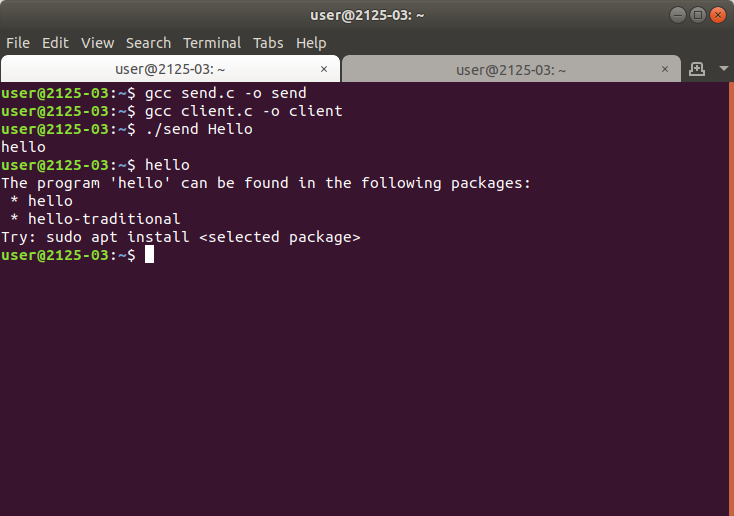 user@2125-03: ~
File Edit View Search Terminal Tabs Help
user@2125-03: ~ × user@2125-03: ~ ×
user@2125-03:~$ gcc send.c -o send
user@2125-03:~$ gcc client.c -o client
user@2125-03:~$ ./send Hello
hello
user@2125-03:~$ hello
The program 'hello' can be found in the following packages:
 * hello
 * hello-traditional
Try: sudo apt install <selected package>
user@2125-03:~$